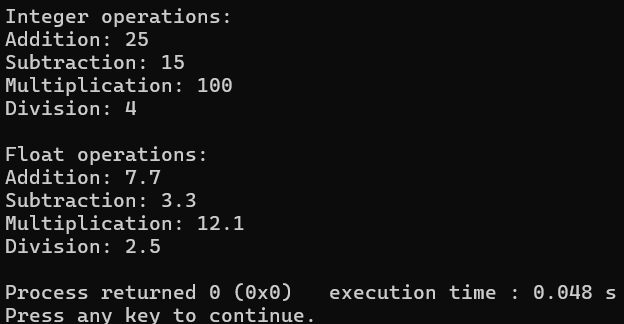 Integer operations:
Addition: 25
Subtraction: 15
Multiplication: 100
Division: 4

Float operations:
Addition: 7.7
Subtraction: 3.3
Multiplication: 12.1
Division: 2.5

Process returned 0 (0x0)   execution time : 0.048 s
Press any key to continue.